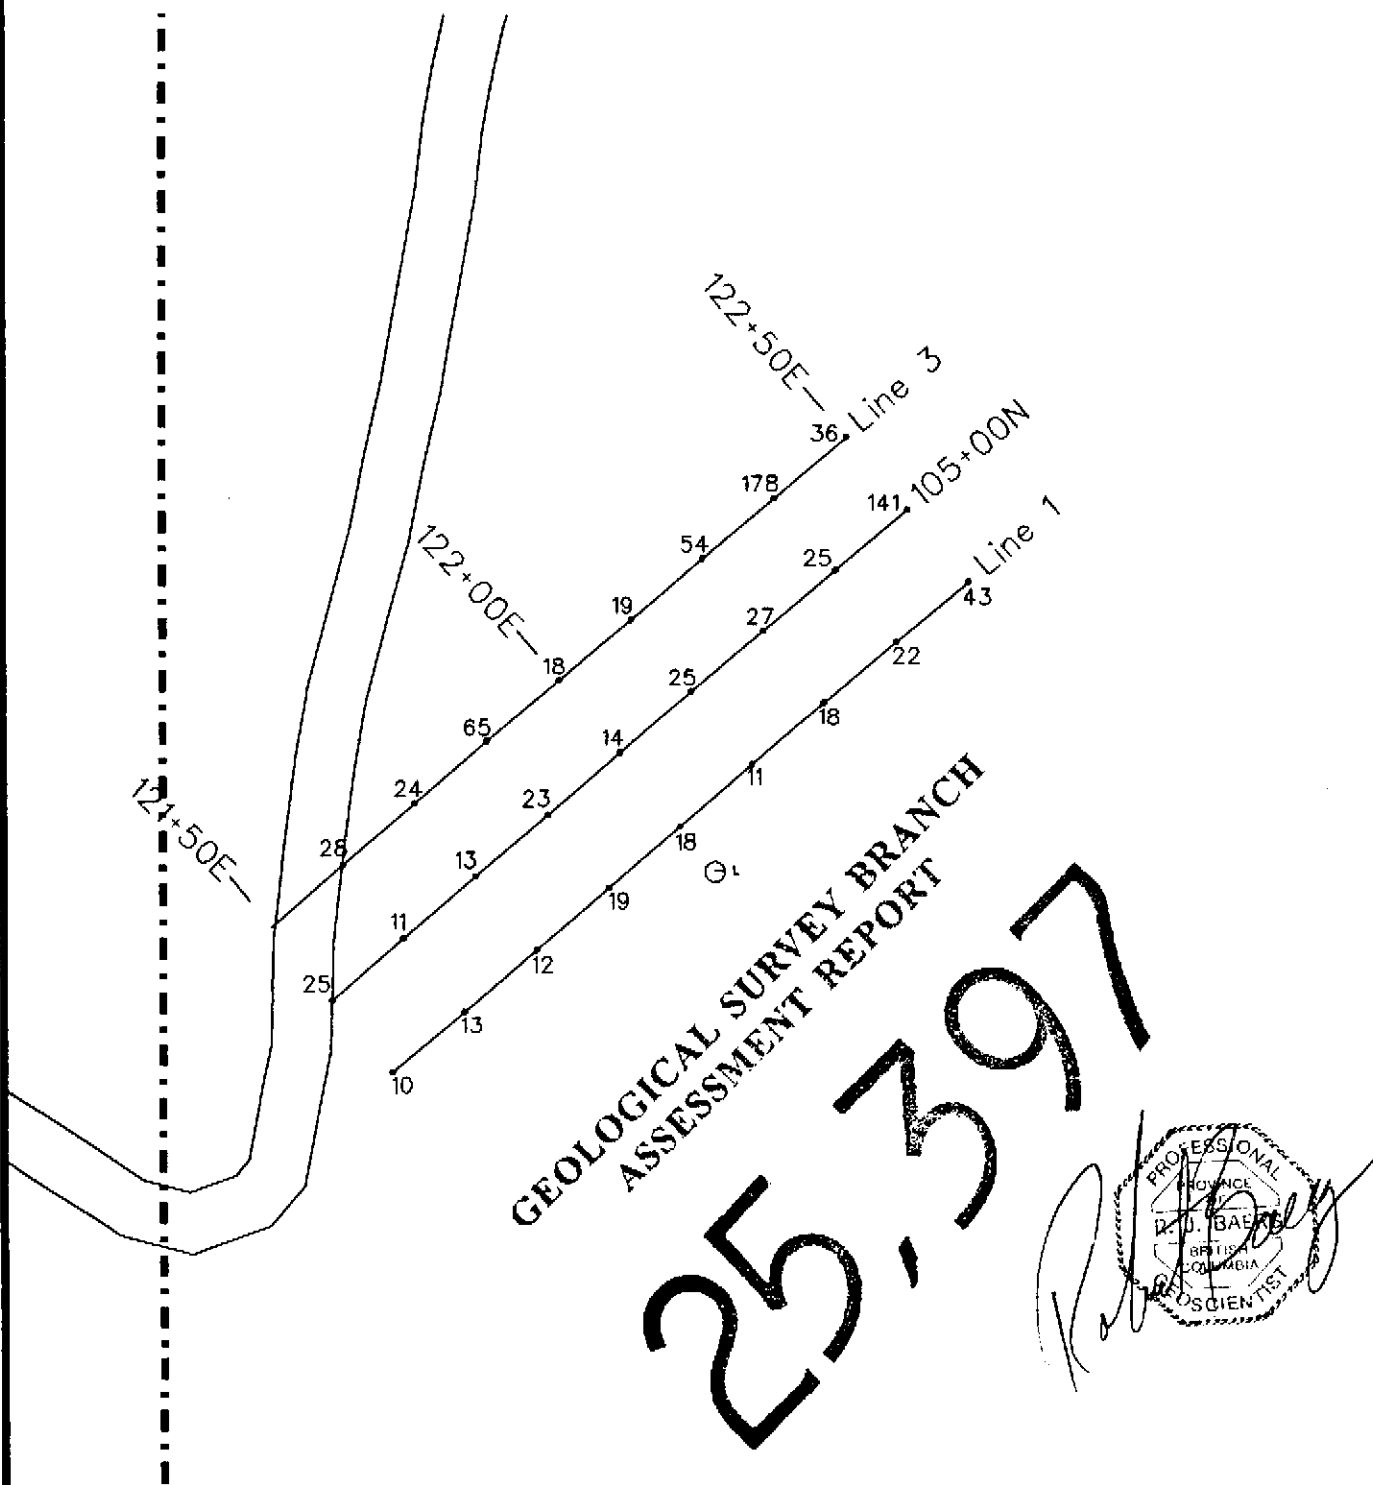 122+50E
Line 3
36
178
105+00N
141
54
25
Line 1
122+00E
19
27
43
18
25
22
65
14
18
121+50E
24
23
11
28
13
18
11
19
25
12
13
10
GEOLOGICAL SURVEY BRANCH
ASSESSMENT REPORT
25,397
PROFESSIONAL
PROVINCE
OF
R. J. BAERG
BRITISH
COLUMBIA
GEOSCIENTIST